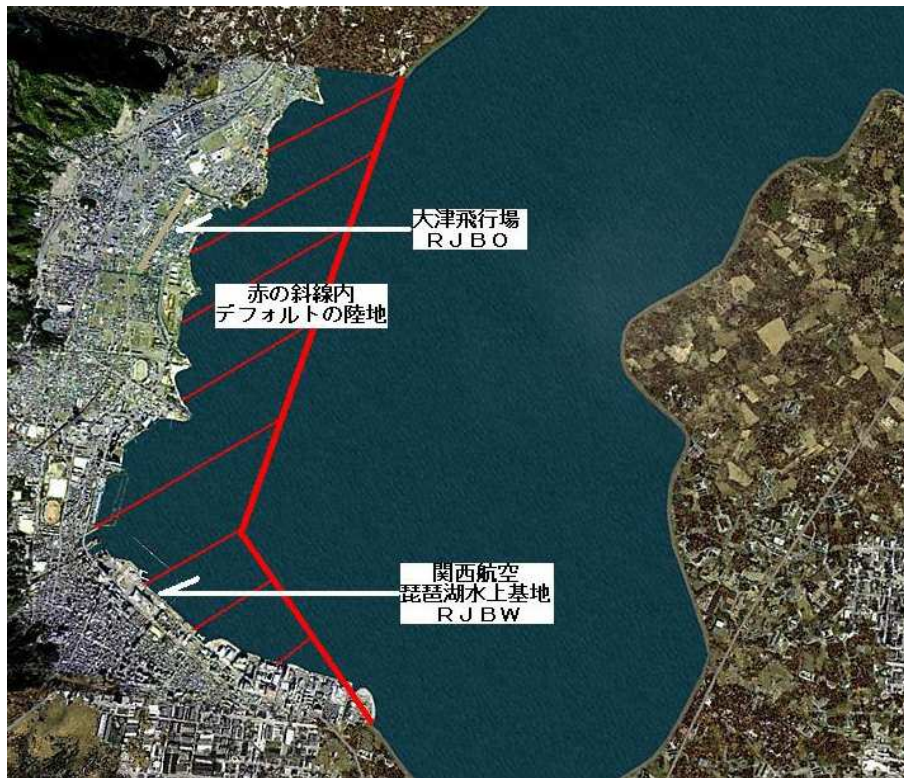 大津飛行場
ＲＪＢＯ
赤の斜線内
デフォルトの陸地
関西航空
琵琶湖水上基地
ＲＪＢＷ